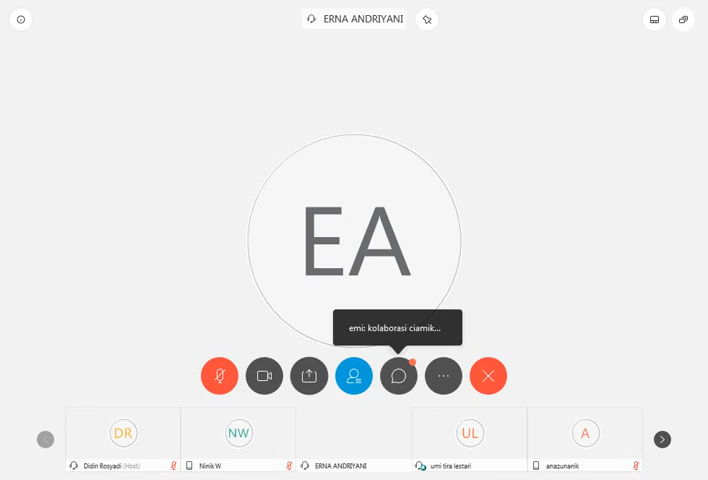 ERNA ANDRIYANI
EA
emi: kolaborasi ciamik...
DR
NW
UL
A
Didin Rosyadi (Host)
Ninik W
ERNA ANDRIYANI
umi tira lestari
anazunanik